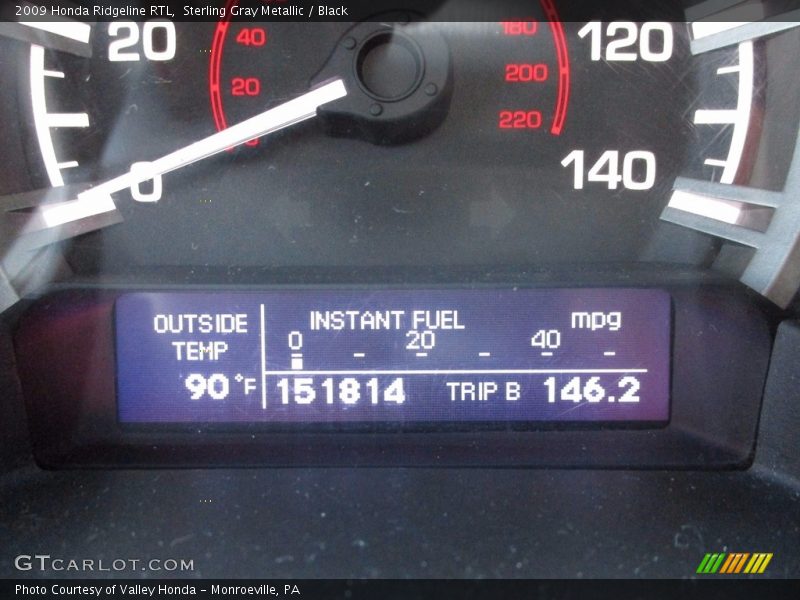 2009 Honda Ridgeline RTL, Sterling Gray Metallic / Black
20 40 180 120
20 200
220
0 0 140
OUTSIDE INSTANT FUEL mpg
TEMP 0 20 40
90°F 151814 TRIP B 146.2
GTCARLOT.COM
Photo Courtesy of Valley Honda - Monroeville, PA